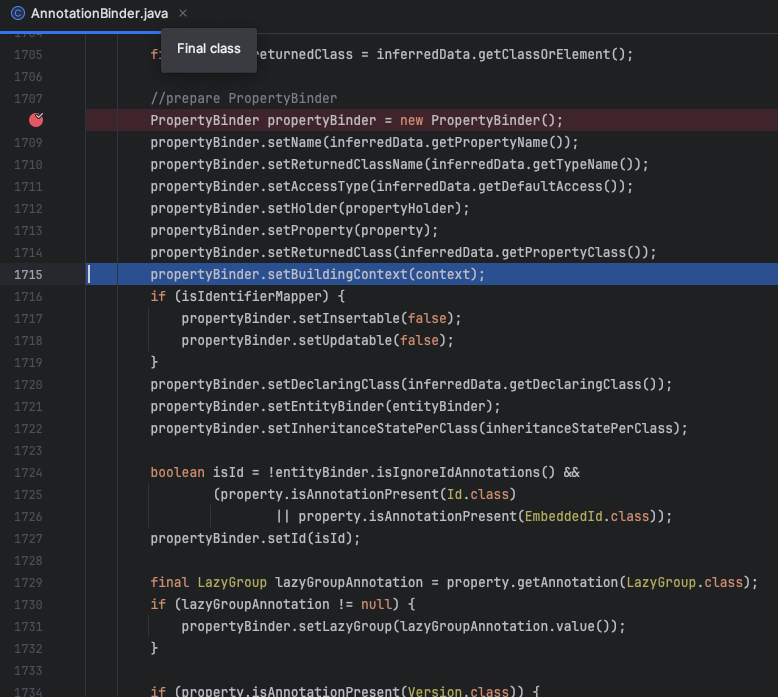 AnnotationBinder.java
Final class
1705 returnedClass = inferredData.getClassOrElement();
1706
1707 //prepare PropertyBinder
PropertyBinder propertyBinder = new PropertyBinder();
1709 propertyBinder.setName(inferredData.getPropertyName());
1710 propertyBinder.setReturnedClassName(inferredData.getTypeName());
1711 propertyBinder.setAccessType(inferredData.getDefaultAccess());
1712 propertyBinder.setHolder(propertyHolder);
1713 propertyBinder.setProperty(property);
1714 propertyBinder.setReturnedClass(inferredData.getPropertyClass());
1715 propertyBinder.setBuildingContext(context);
1716 if (isIdentifierMapper) {
1717 propertyBinder.setInsertable(false);
1718 propertyBinder.setUpdatable(false);
1719 }
1720 propertyBinder.setDeclaringClass(inferredData.getDeclaringClass());
1721 propertyBinder.setEntityBinder(entityBinder);
1722 propertyBinder.setInheritanceStatePerClass(inheritanceStatePerClass);
1723
1724 boolean isId = !entityBinder.isIgnoreIdAnnotations() &&
1725 (property.isAnnotationPresent(Id.class)
1726 || property.isAnnotationPresent(EmbeddedId.class));
1727 propertyBinder.setId(isId);
1728
1729 final LazyGroup lazyGroupAnnotation = property.getAnnotation(LazyGroup.class);
1730 if (lazyGroupAnnotation != null) {
1731 propertyBinder.setLazyGroup(lazyGroupAnnotation.value());
1732 }
1733
1734 if (property.isAnnotationPresent(Version.class)) {